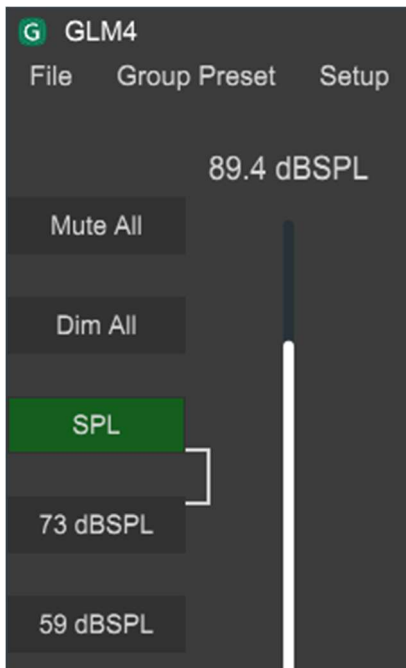 G GLM4
File Group Preset Setup
89.4 dBSPL
Mute All
Dim All
SPL
73 dBSPL
59 dBSPL